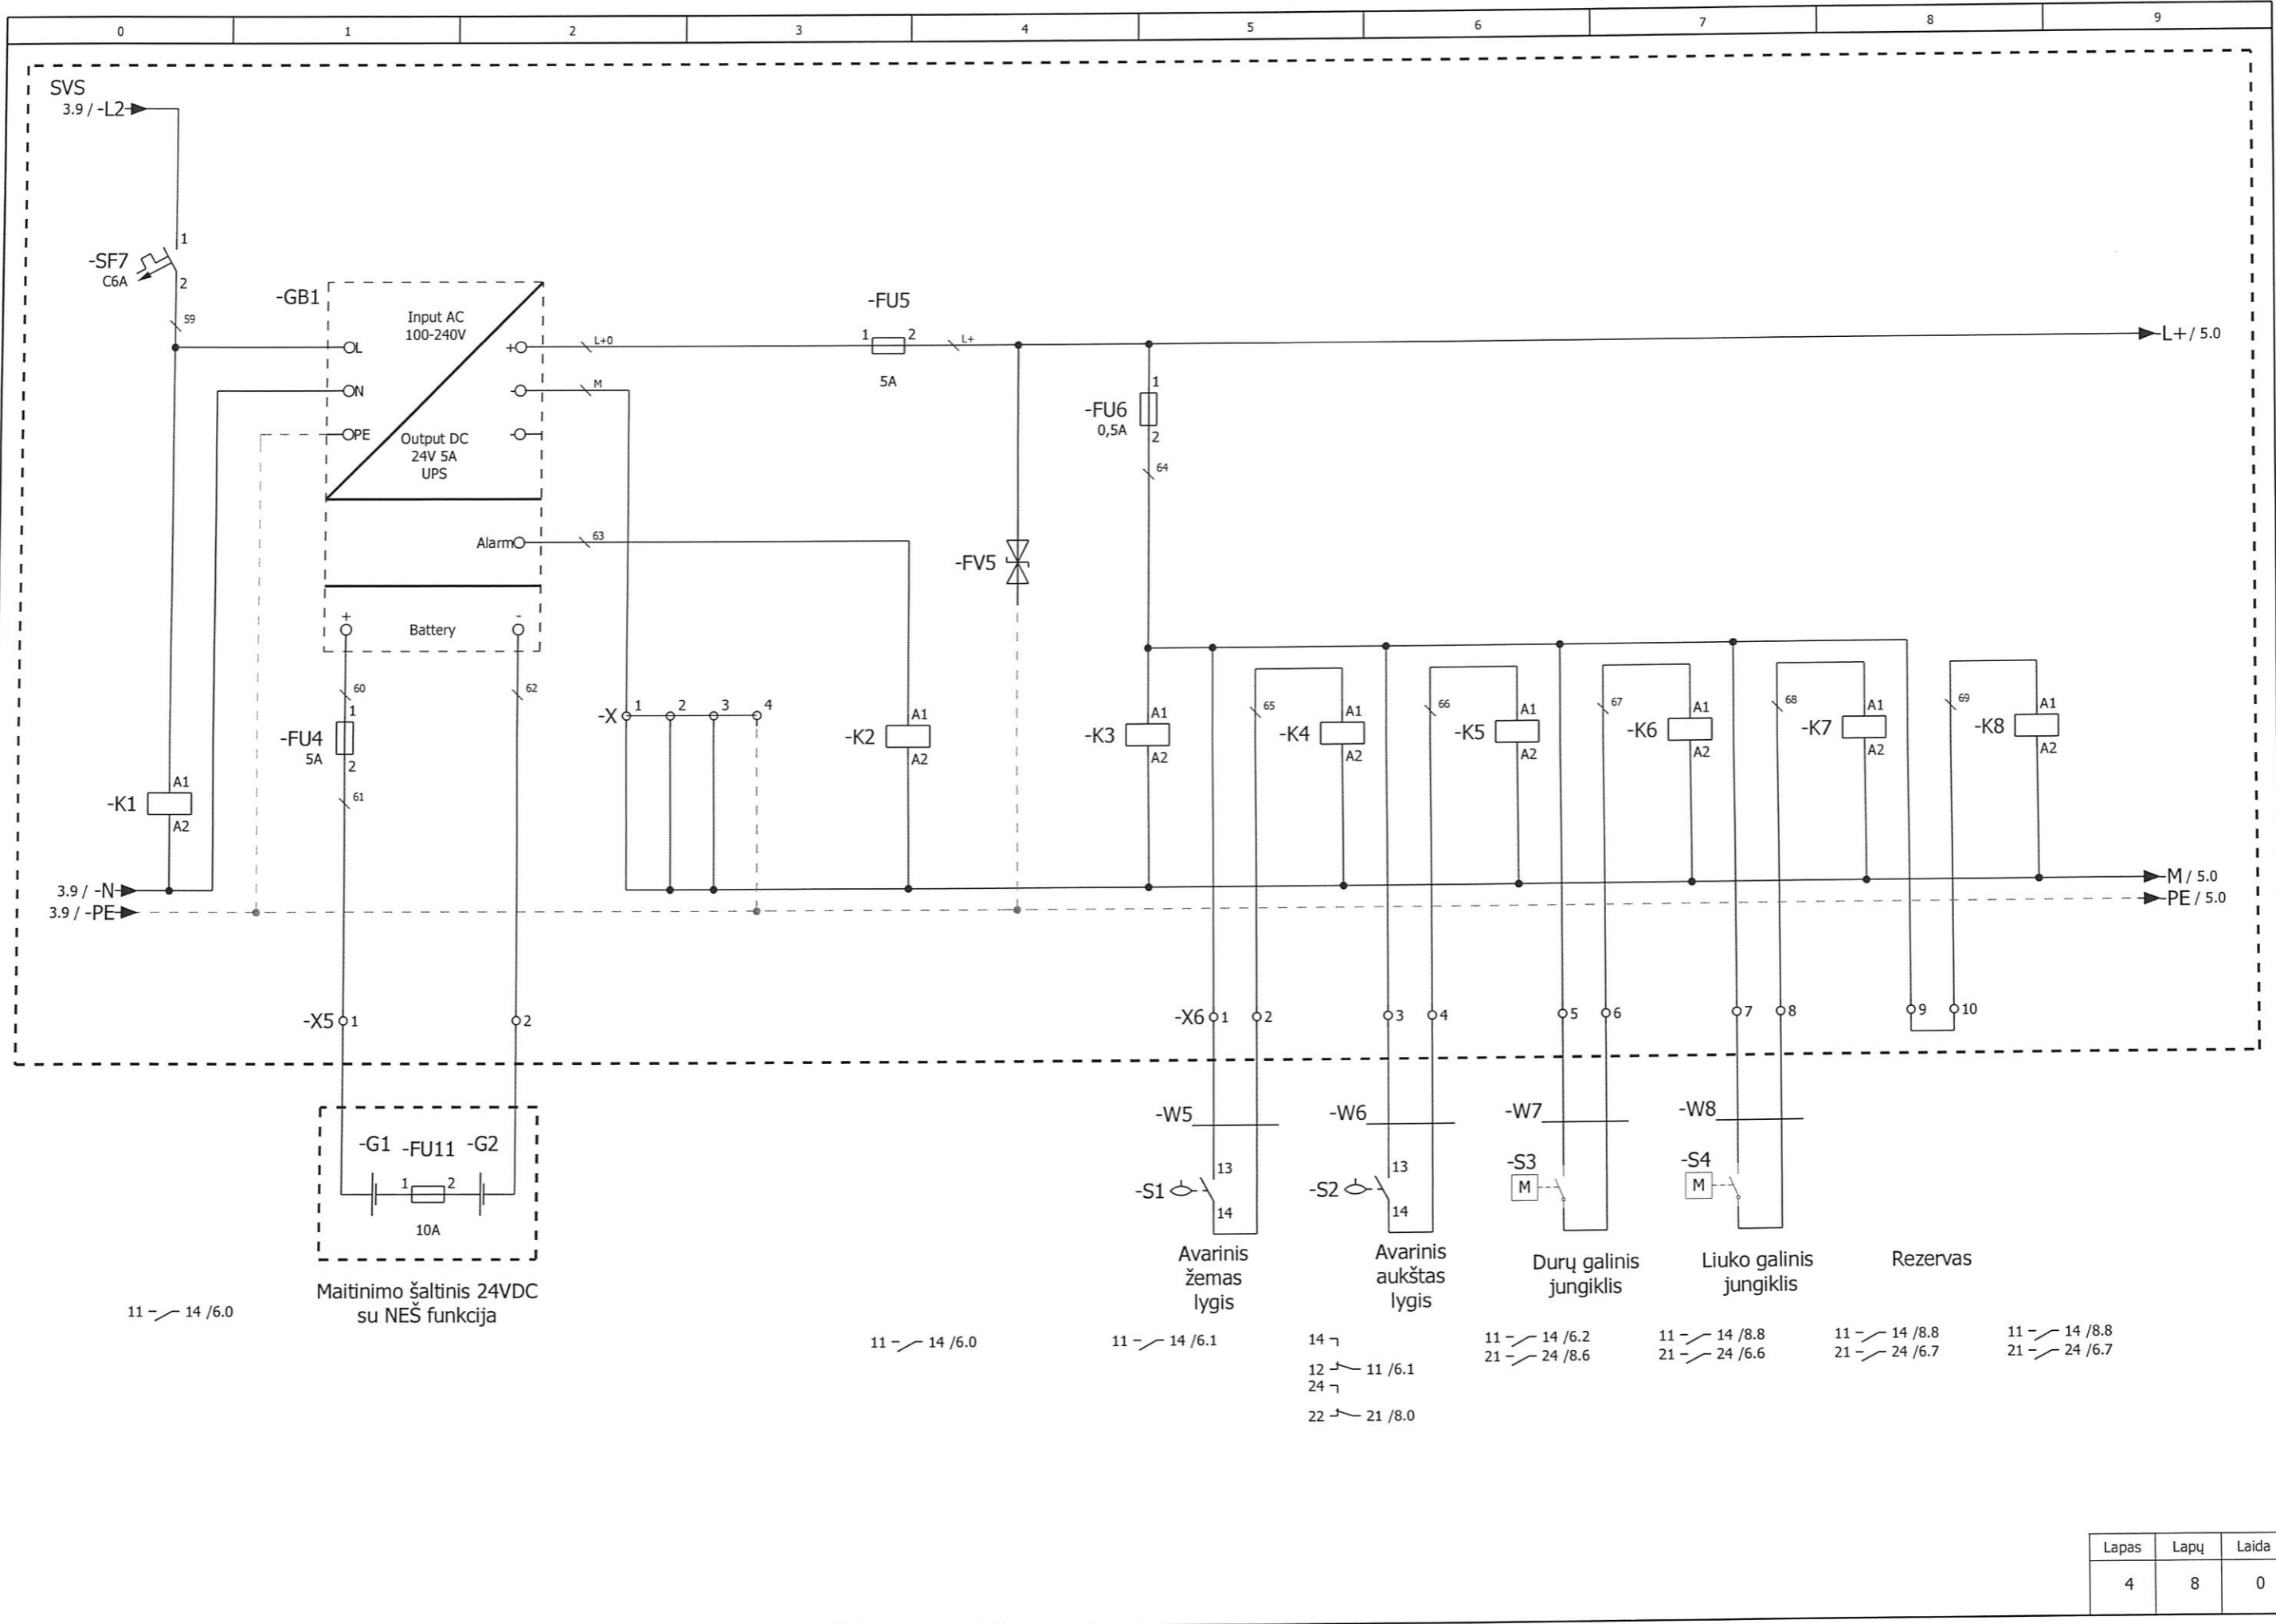 0 1 2 3 4 5 6 7 8 9
SVS
3.9 / -L2
1
-SF7
C6A
2
59
-GB1
Input AC
100-240V
L
N
PE
+
-
-
Output DC
24V 5A
UPS
Alarm
+
Battery
-
L+0
M
63
-FU5
1 2
5A
L+
L+ / 5.0
1
-FU6
0,5A
2
64
-FV5
60
1
-FU4
5A
2
61
62
-X 1 2 3 4
A1
-K1
A2
A1
-K2
A2
A1
-K3
A2
65
A1
-K4
A2
66
A1
-K5
A2
67
A1
-K6
A2
68
A1
-K7
A2
69
A1
-K8
A2
3.9 / -N
3.9 / -PE
M / 5.0
PE / 5.0
-X5 1 2
-X6 1 2 3 4 5 6 7 8 9 10
-W5 -W6 -W7 -W8
-G1 -FU11 -G2
1 2
10A
13
-S1
14
13
-S2
14
-S3
M
-S4
M
Maitinimo šaltinis 24VDC
su NEŠ funkcija
Avarinis
žemas
lygis
Avarinis
aukštas
lygis
Durų galinis
jungiklis
Liuko galinis
jungiklis
Rezervas
11 14 /6.0
11 14 /6.0
11 14 /6.1
14
12 11 /6.1
24
22 21 /8.0
11 14 /6.2
21 24 /8.6
11 14 /8.8
21 24 /6.6
11 14 /8.8
21 24 /6.7
11 14 /8.8
21 24 /6.7
Lapas Lapų Laida
4 8 0